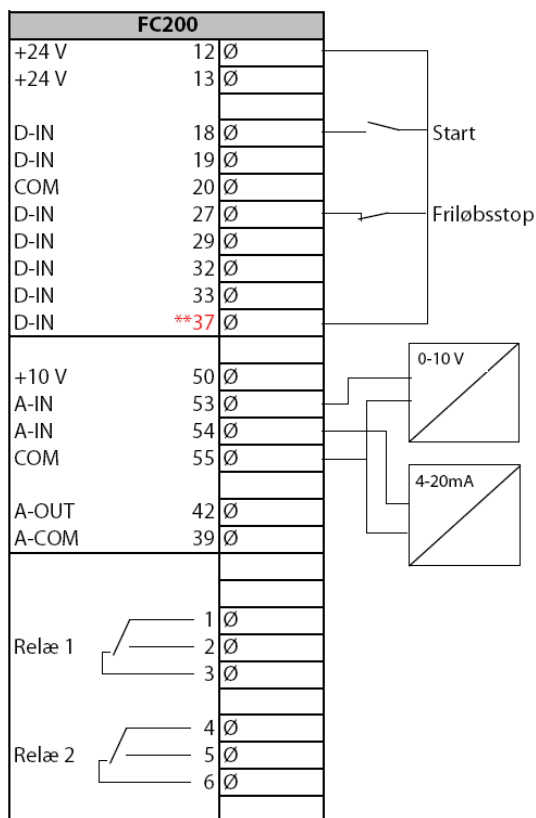 FC200
+24 V 12 Ø
+24 V 13 Ø
D-IN 18 Ø Start
D-IN 19 Ø
COM 20 Ø
D-IN 27 Ø Friløbsstop
D-IN 29 Ø
D-IN 32 Ø
D-IN 33 Ø
D-IN **37 Ø
0-10 V
+10 V 50 Ø
A-IN 53 Ø
A-IN 54 Ø
COM 55 Ø
4-20mA
A-OUT 42 Ø
A-COM 39 Ø
1 Ø
Relæ 1 2 Ø
3 Ø
4 Ø
Relæ 2 5 Ø
6 Ø